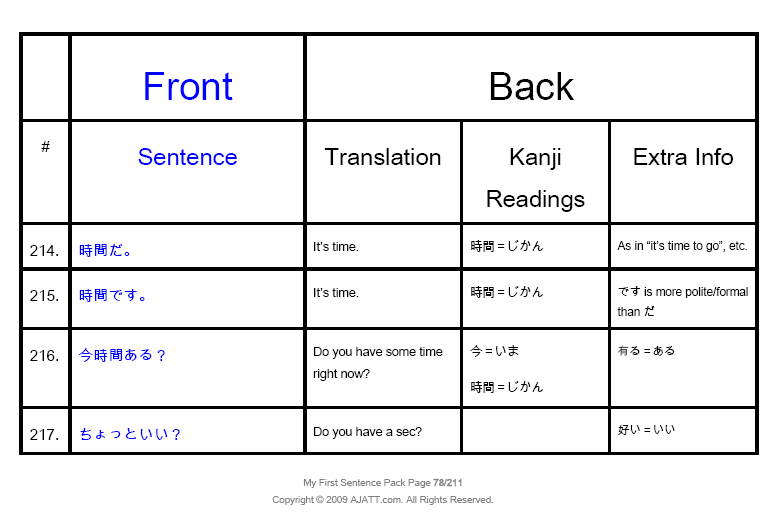 Front
Back
#
Sentence
Translation
Kanji
Readings
Extra Info
214.
時間だ。
It's time.
時間=じかん
As in “it's time to go”, etc.
215.
時間です。
It's time.
時間=じかん
です is more polite/formal
than だ
216.
今時間ある？
Do you have some time
right now?
今=いま
時間=じかん
有る=ある
217.
ちょっといい？
Do you have a sec?
好い=いい
My First Sentence Pack Page 78/211
Copyright © 2009 AJATT.com. All Rights Reserved.